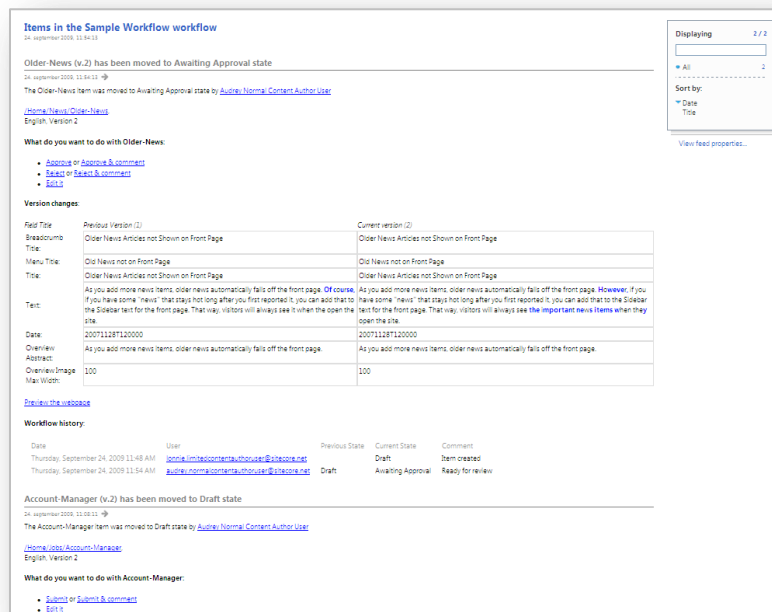 Items in the Sample Workflow workflow
24. september 2009, 11:54:13
Older-News (v.2) has been moved to Awaiting Approval state
24. september 2009, 11:54:13
The Older-News item was moved to Awaiting Approval state by Audrey Normal Content Author User
/Home/News/Older-News
English, Version 2
What do you want to do with Older-News:
Approve or Approve & comment
Reject or Reject & comment
Edit it
Version changes:
Field Title Previous Version (1) Current version (2)
Breadcrumb Title: Older News Articles not Shown on Front Page Older News Articles not Shown on Front Page
Menu Title: Old News not on Front Page Old News not on Front Page
Title: Older News Articles not Shown on Front Page Older News Articles not Shown on Front Page
Text:
As you add more news items, older news automatically falls off the front page. Of course,
if you have some "news" that stays hot long after you first reported it, you can add that to
the Sidebar text for the front page. That way, visitors will always see it when the open the
site.
As you add more news items, older news automatically falls off the front page. However, if you
have some "news" that stays hot long after you first reported it, you can add that to the Sidebar
text for the front page. That way, visitors will always see the important news items when they
open the site.
Date: 20071128T120000 20071128T120000
Overview Abstract: As you add more news items, older news automatically falls off the front page. As you add more news items, older news automatically falls off the front page.
Overview Image Max Width: 100 100
Preview the webpage
Workflow history:
Date User Previous State Current State Comment
Thursday, September 24, 2009 11:48 AM lonnie.limitedcontentauthoruser@sitecore.net Draft Item created
Thursday, September 24, 2009 11:54 AM audrey.normalcontentauthoruser@sitecore.net Draft Awaiting Approval Ready for review
Account-Manager (v.2) has been moved to Draft state
24. september 2009, 11:03:11
The Account-Manager item was moved to Draft state by Audrey Normal Content Author User
/Home/Jobs/Account-Manager
English, Version 2
What do you want to do with Account-Manager:
Submit or Submit & comment
Edit it
Displaying 2 / 2
All 2
Sort by:
Date
Title
View feed properties...